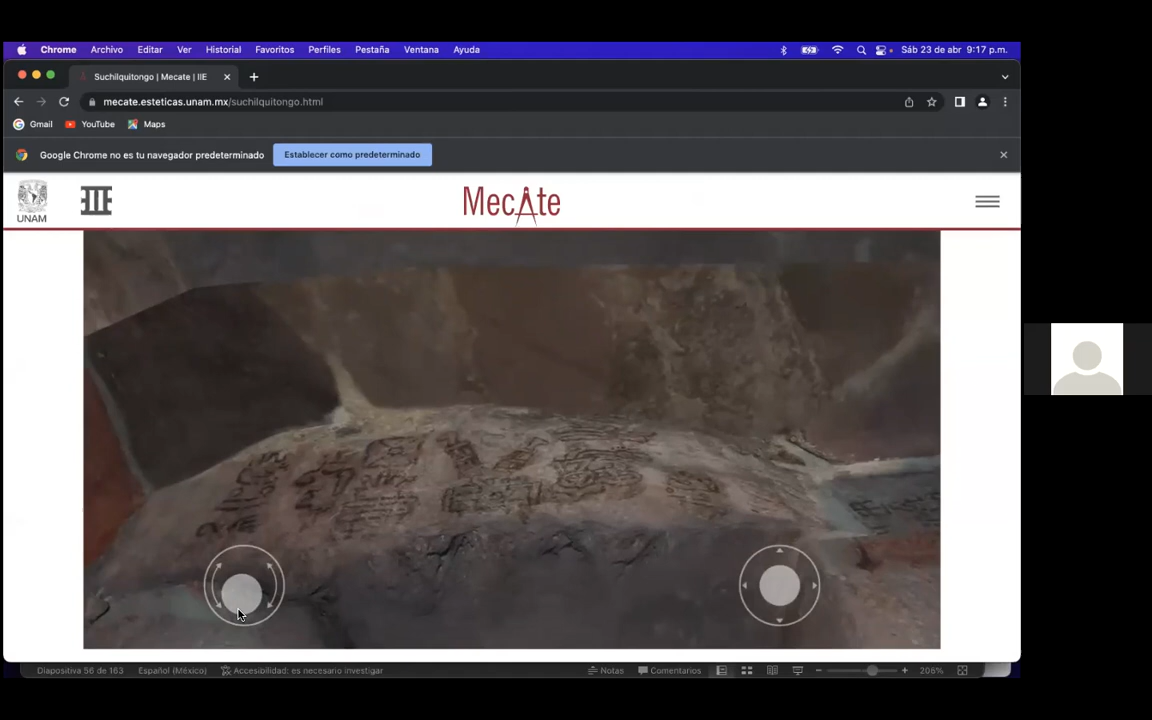 Chrome Archivo Editar Ver Historial Favoritos Perfiles Pestaña Ventana Ayuda Sáb 23 de abr 9:17 p.m.
Suchilquitongo | Mecate | IIE
mecate.esteticas.unam.mx/suchilquitongo.html
Gmail YouTube Maps
Google Chrome no es tu navegador predeterminado Establecer como predeterminado
UNAM
MecAte
Diapositiva 56 de 163 Español (México) Accesibilidad: es necesario investigar Notas Comentarios 206%